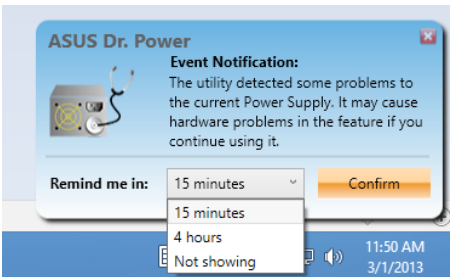 ASUS Dr. Power
Event Notification:
The utility detected some problems to
the current Power Supply. It may cause
hardware problems in the feature if you
continue using it.
Remind me in:
15 minutes
Confirm
15 minutes
4 hours
Not showing
11:50 AM
3/1/2013